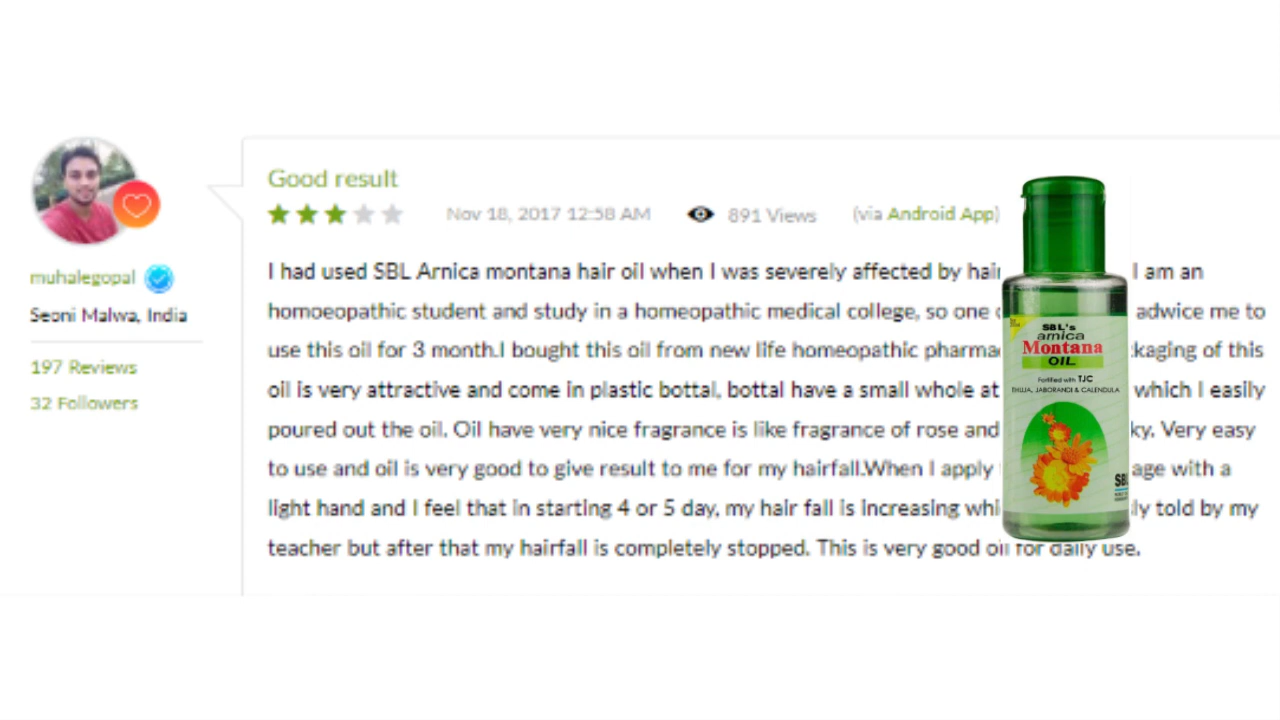 Good result
Nov 18, 2017 12:58 AM 891 Views (via Android App)
muhalegopal
Seoni Malwa, India
197 Reviews
32 Followers
I had used SBL Arnica montana hair oil when I was severely affected by hair I am an
homoeopathic student and study in a homeopathic medical college, so one adwice me to
use this oil for 3 month.I bought this oil from new life homeopathic kaging of this
oil is very attractive and come in plastic bottal, bottal have a small whole at which I easily
poured out the oil. Oil have very nice fragrance is like fragrance of rose and ky. Very easy
to use and oil is very good to give result to me for my hairfall.When I apply age with a
light hand and I feel that in starting 4 or 5 day, my hair fall is increasing ly told by my
teacher but after that my hairfall is completely stopped. This is very good oil for daily use.
SBL's
arnica
Montana
OIL
Fortified with TJC
THUJA, JABORANDI & CALENDULA
SBL